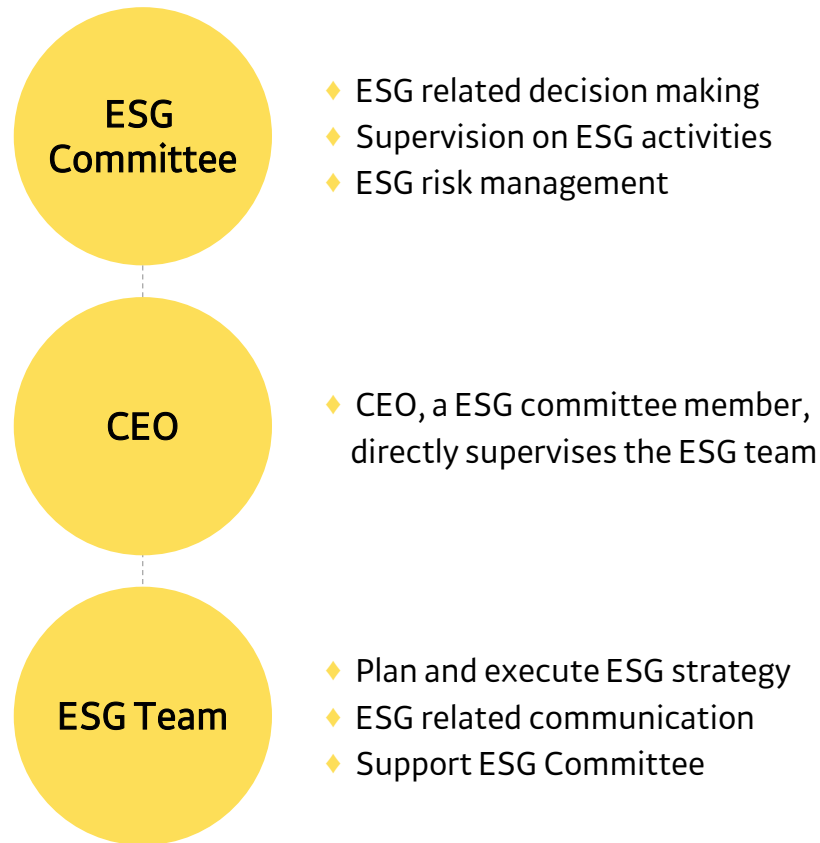 ESG
Committee
♦ ESG related decision making
♦ Supervision on ESG activities
♦ ESG risk management
CEO
♦ CEO, a ESG committee member,
directly supervises the ESG team
ESG Team
♦ Plan and execute ESG strategy
♦ ESG related communication
♦ Support ESG Committee